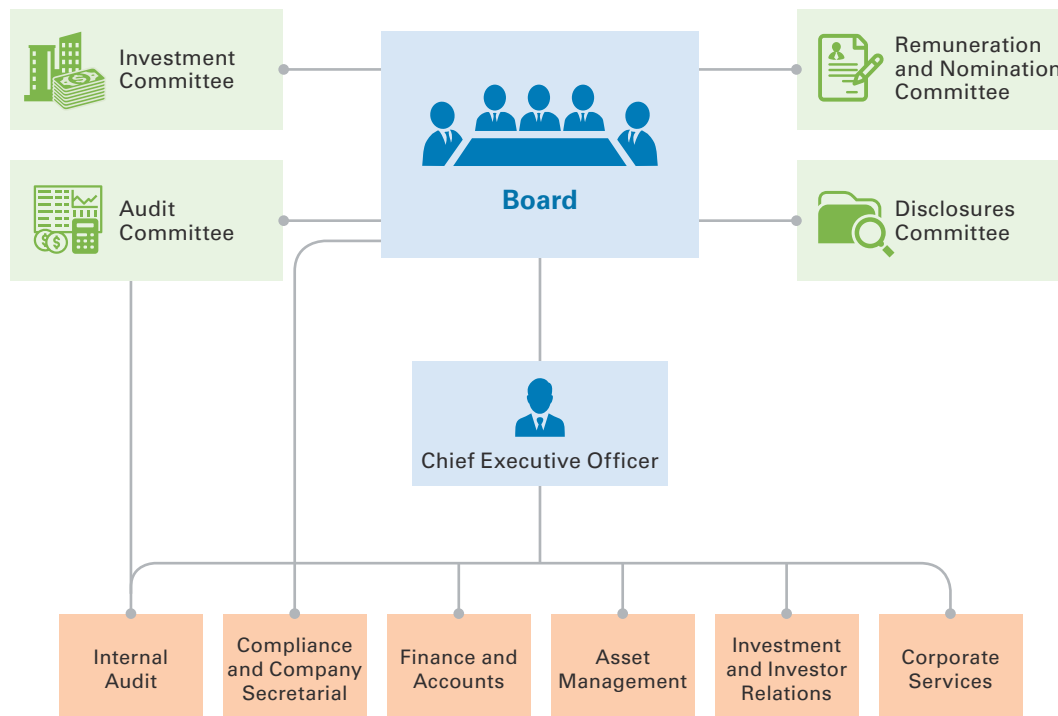 Investment
Committee
Remuneration
and Nomination
Committee
Board
Audit
Committee
Disclosures
Committee
Chief Executive Officer
Internal
Audit
Compliance
and Company
Secretarial
Finance and
Accounts
Asset
Management
Investment
and Investor
Relations
Corporate
Services